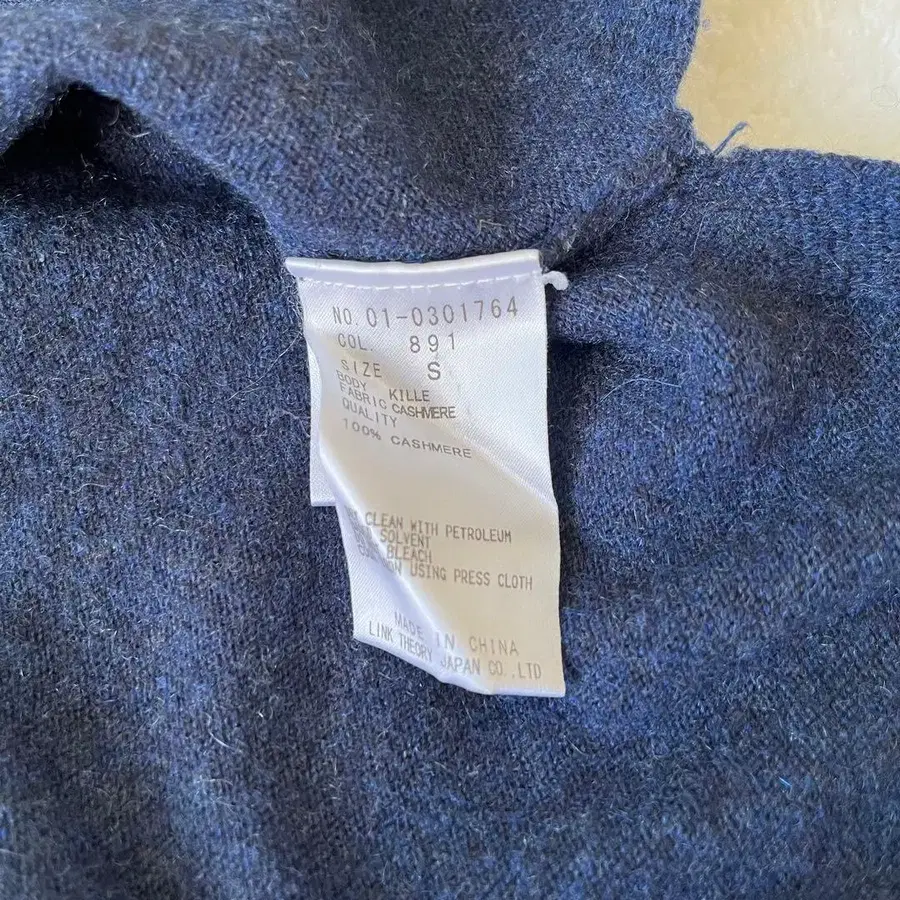 NO. 01-0301764
COL. 891
SIZE S
BODY KILLE
FABRIC CASHMERE
QUALITY
100% CASHMERE
CLEAN WITH PETROLEUM
SOLVENT
BLEACH
USING PRESS CLOTH
MADE IN CHINA
LINK THEORY JAPAN CO.,LTD